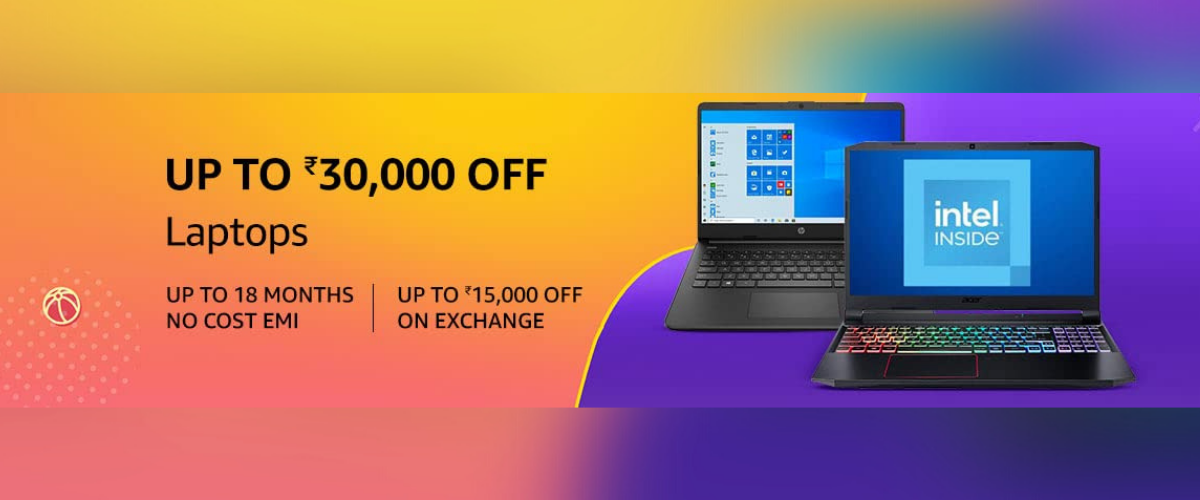 UP TO ₹30,000 OFF
Laptops
UP TO 18 MONTHS
NO COST EMI
UP TO ₹15,000 OFF
ON EXCHANGE
hp
intel
INSIDE
acer